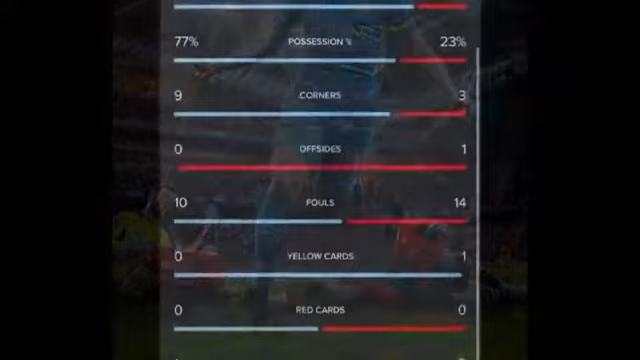 77% POSSESSION % 23%
9 CORNERS 3
0 OFFSIDES 1
10 FOULS 14
0 YELLOW CARDS 1
0 RED CARDS 0